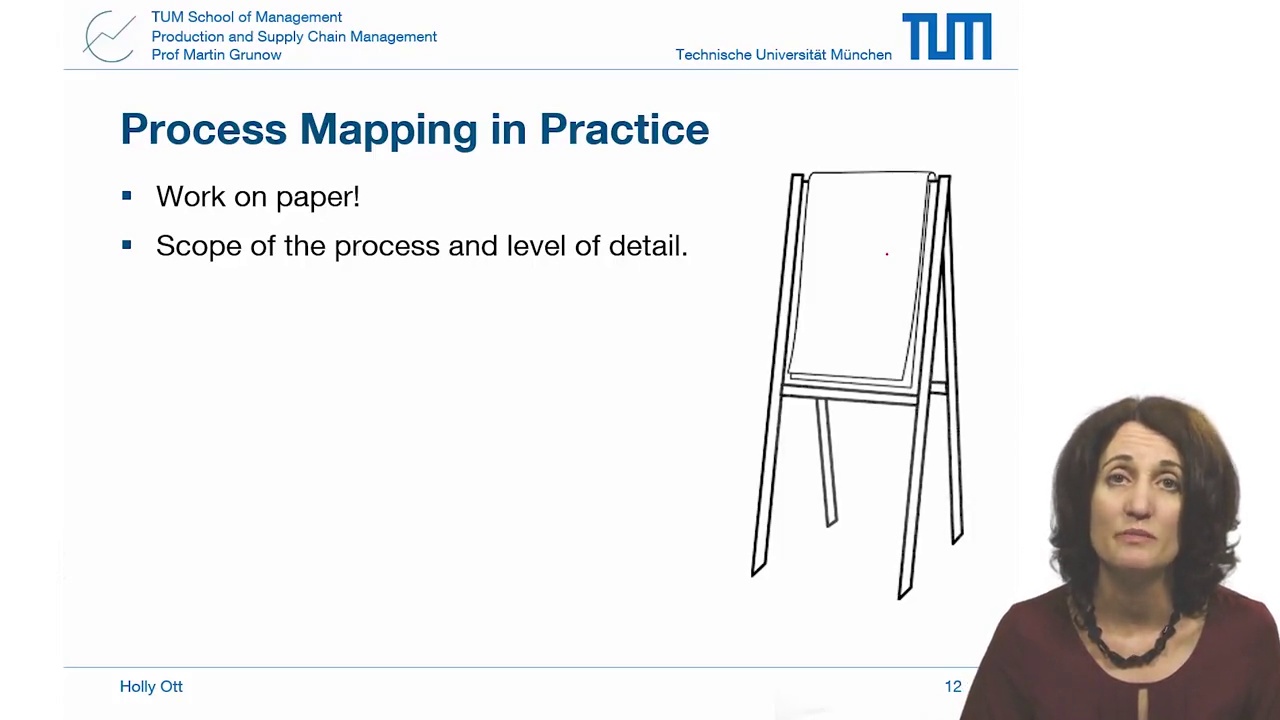 TUM School of Management
Production and Supply Chain Management
Prof Martin Grunow
Technische Universität München
TUM
Process Mapping in Practice
Work on paper!
Scope of the process and level of detail.
Holly Ott
12